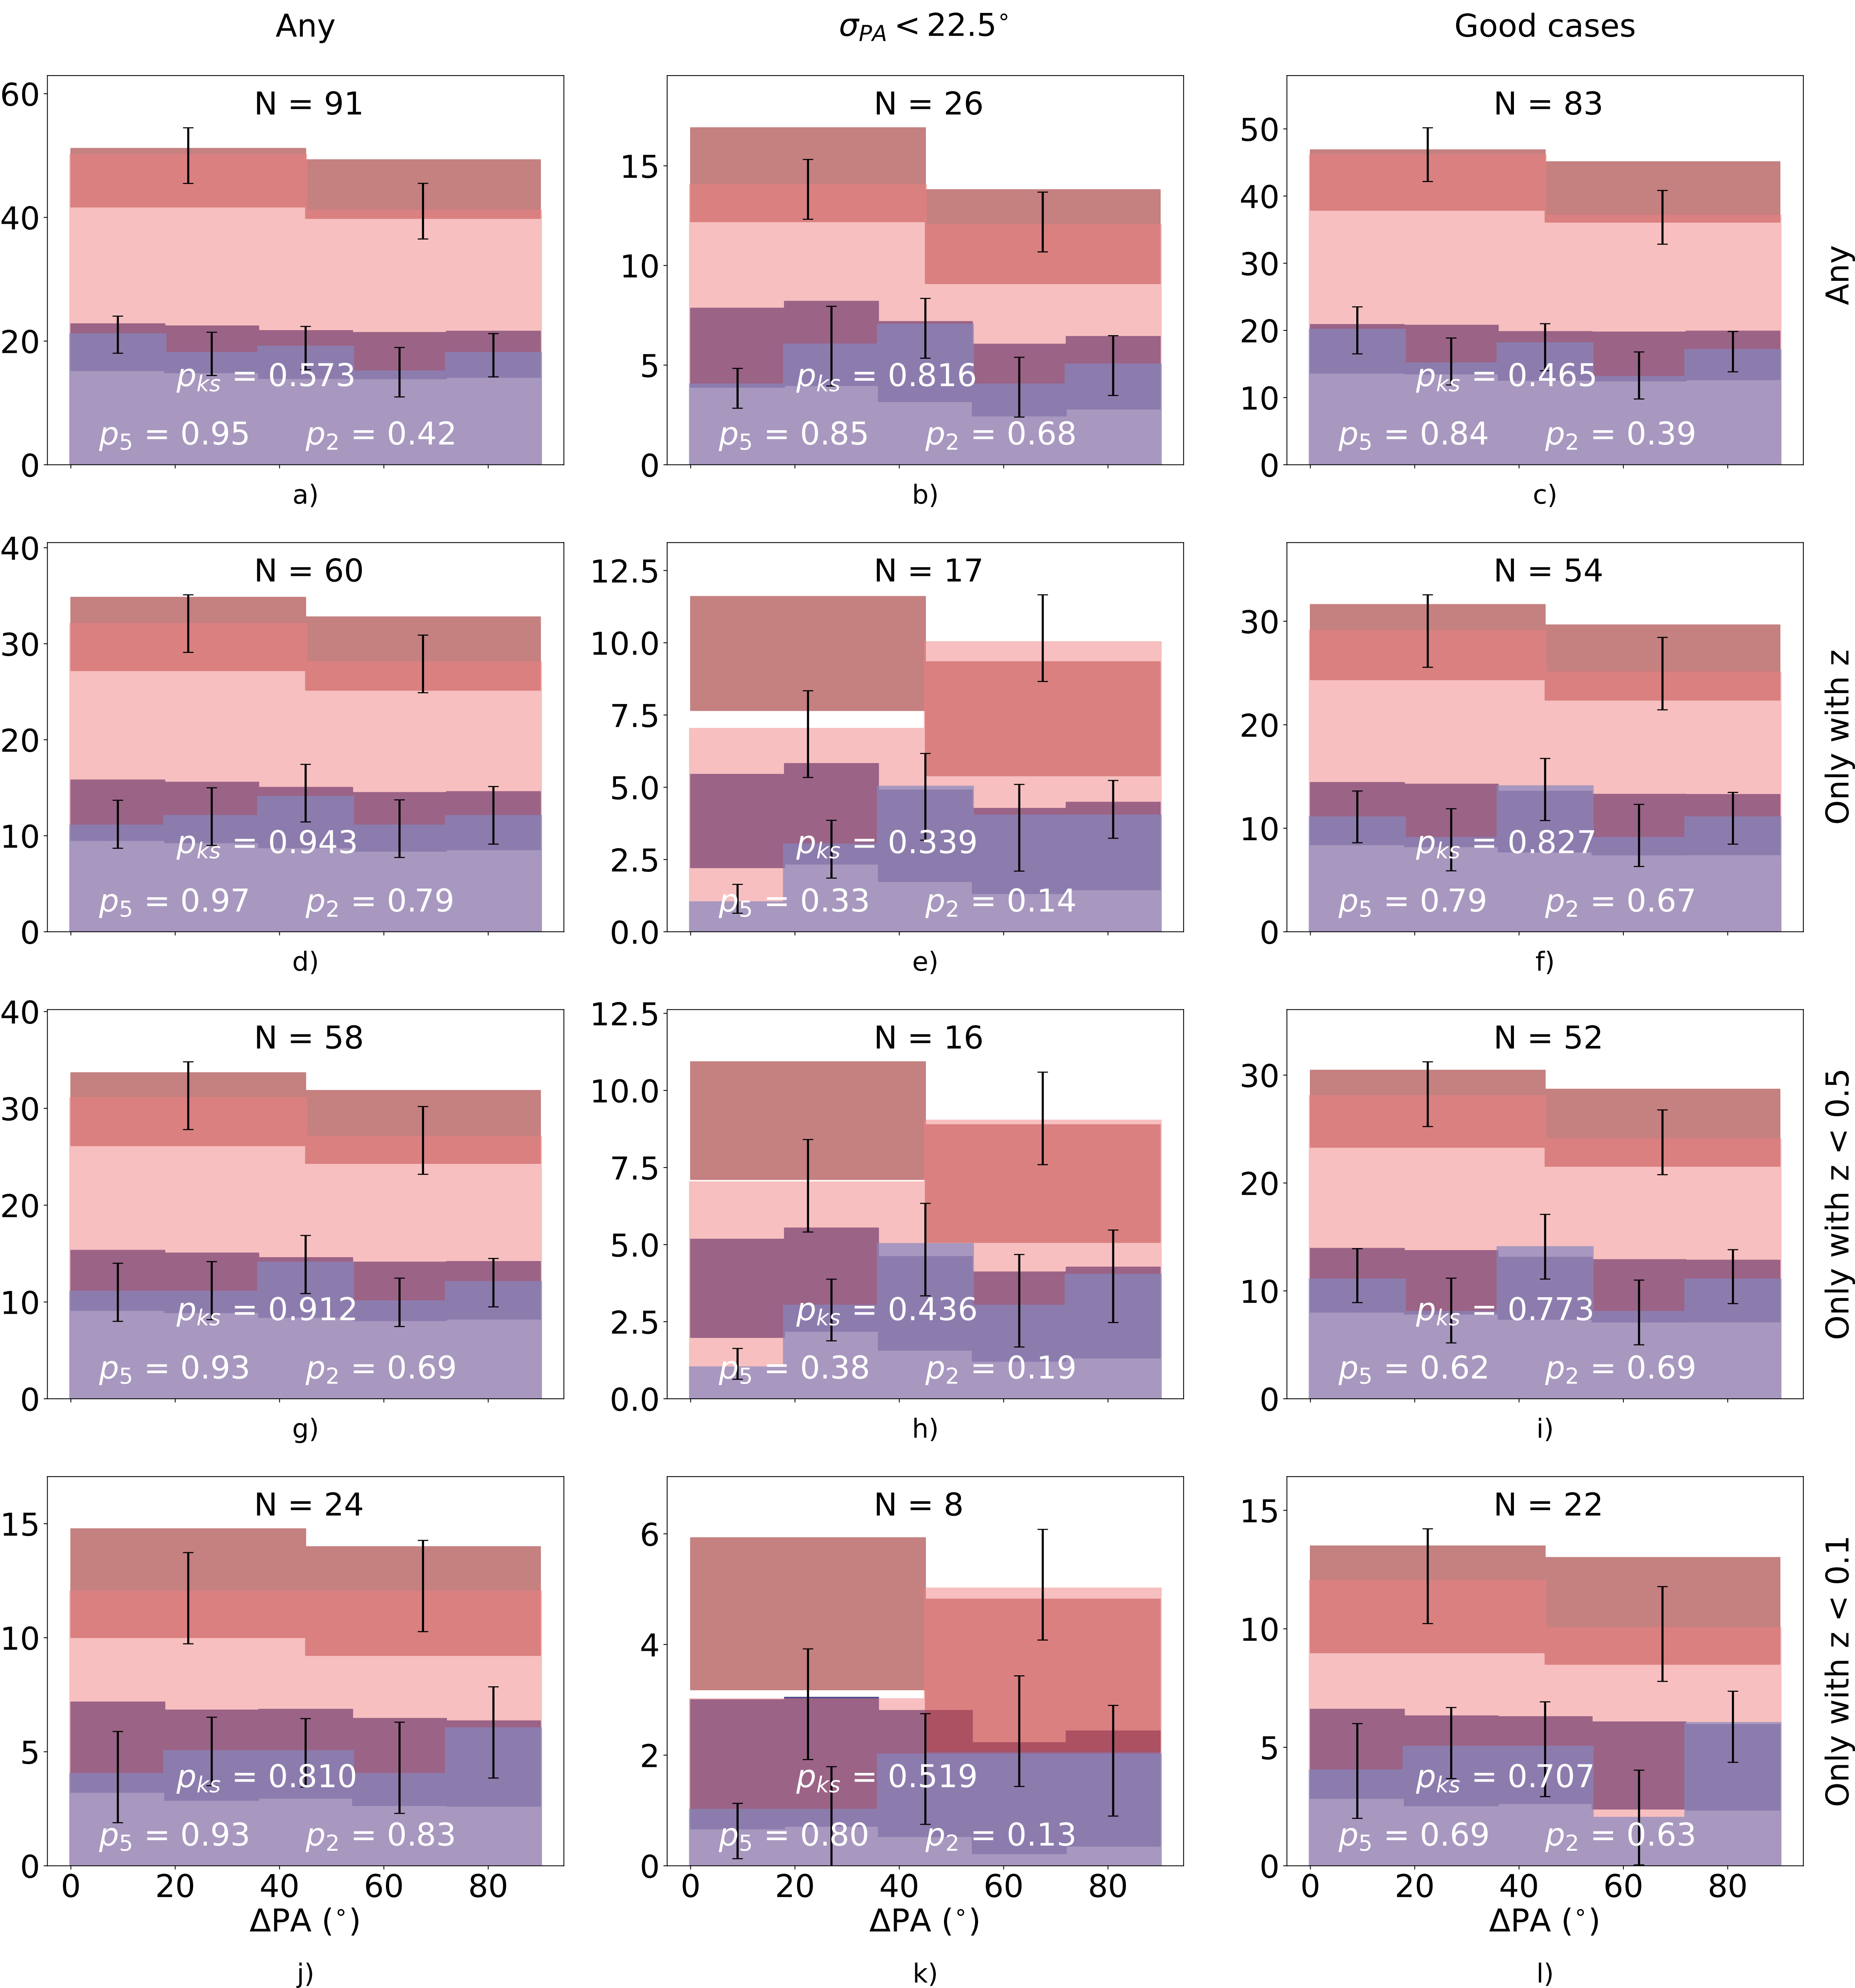 Any
σ_PA < 22.5°
Good cases
60
40
20
0
N = 91
p_ks = 0.573
p_5 = 0.95 p_2 = 0.42
a)
15
10
5
0
N = 26
p_ks = 0.816
p_5 = 0.85 p_2 = 0.68
b)
50
40
30
20
10
0
N = 83
p_ks = 0.465
p_5 = 0.84 p_2 = 0.39
c)
Any
40
30
20
10
0
N = 60
p_ks = 0.943
p_5 = 0.97 p_2 = 0.79
d)
12.5
10.0
7.5
5.0
2.5
0.0
N = 17
p_ks = 0.339
p_5 = 0.33 p_2 = 0.14
e)
30
20
10
0
N = 54
p_ks = 0.827
p_5 = 0.79 p_2 = 0.67
f)
Only with z
40
30
20
10
0
N = 58
p_ks = 0.912
p_5 = 0.93 p_2 = 0.69
g)
12.5
10.0
7.5
5.0
2.5
0.0
N = 16
p_ks = 0.436
p_5 = 0.38 p_2 = 0.19
h)
30
20
10
0
N = 52
p_ks = 0.773
p_5 = 0.62 p_2 = 0.69
i)
Only with z < 0.5
15
10
5
0
N = 24
p_ks = 0.810
p_5 = 0.93 p_2 = 0.83
0 20 40 60 80
ΔPA (°)
j)
6
4
2
0
N = 8
p_ks = 0.519
p_5 = 0.80 p_2 = 0.13
0 20 40 60 80
ΔPA (°)
k)
15
10
5
0
N = 22
p_ks = 0.707
p_5 = 0.69 p_2 = 0.63
0 20 40 60 80
ΔPA (°)
l)
Only with z < 0.1